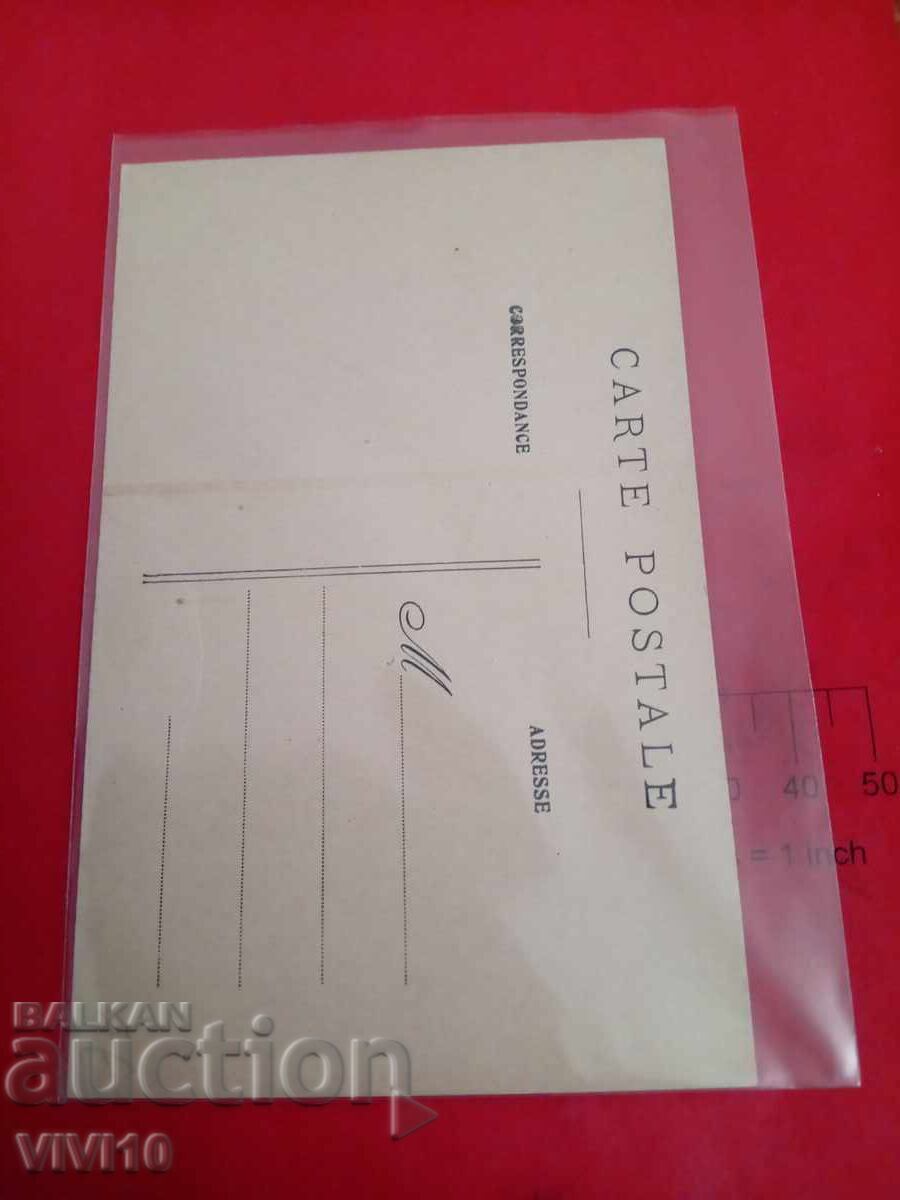 CARTE POSTALE
CORRESPONDANCE
ADRESSE
M
40 50
= 1 inch
BALKAN
auction
VIVI10